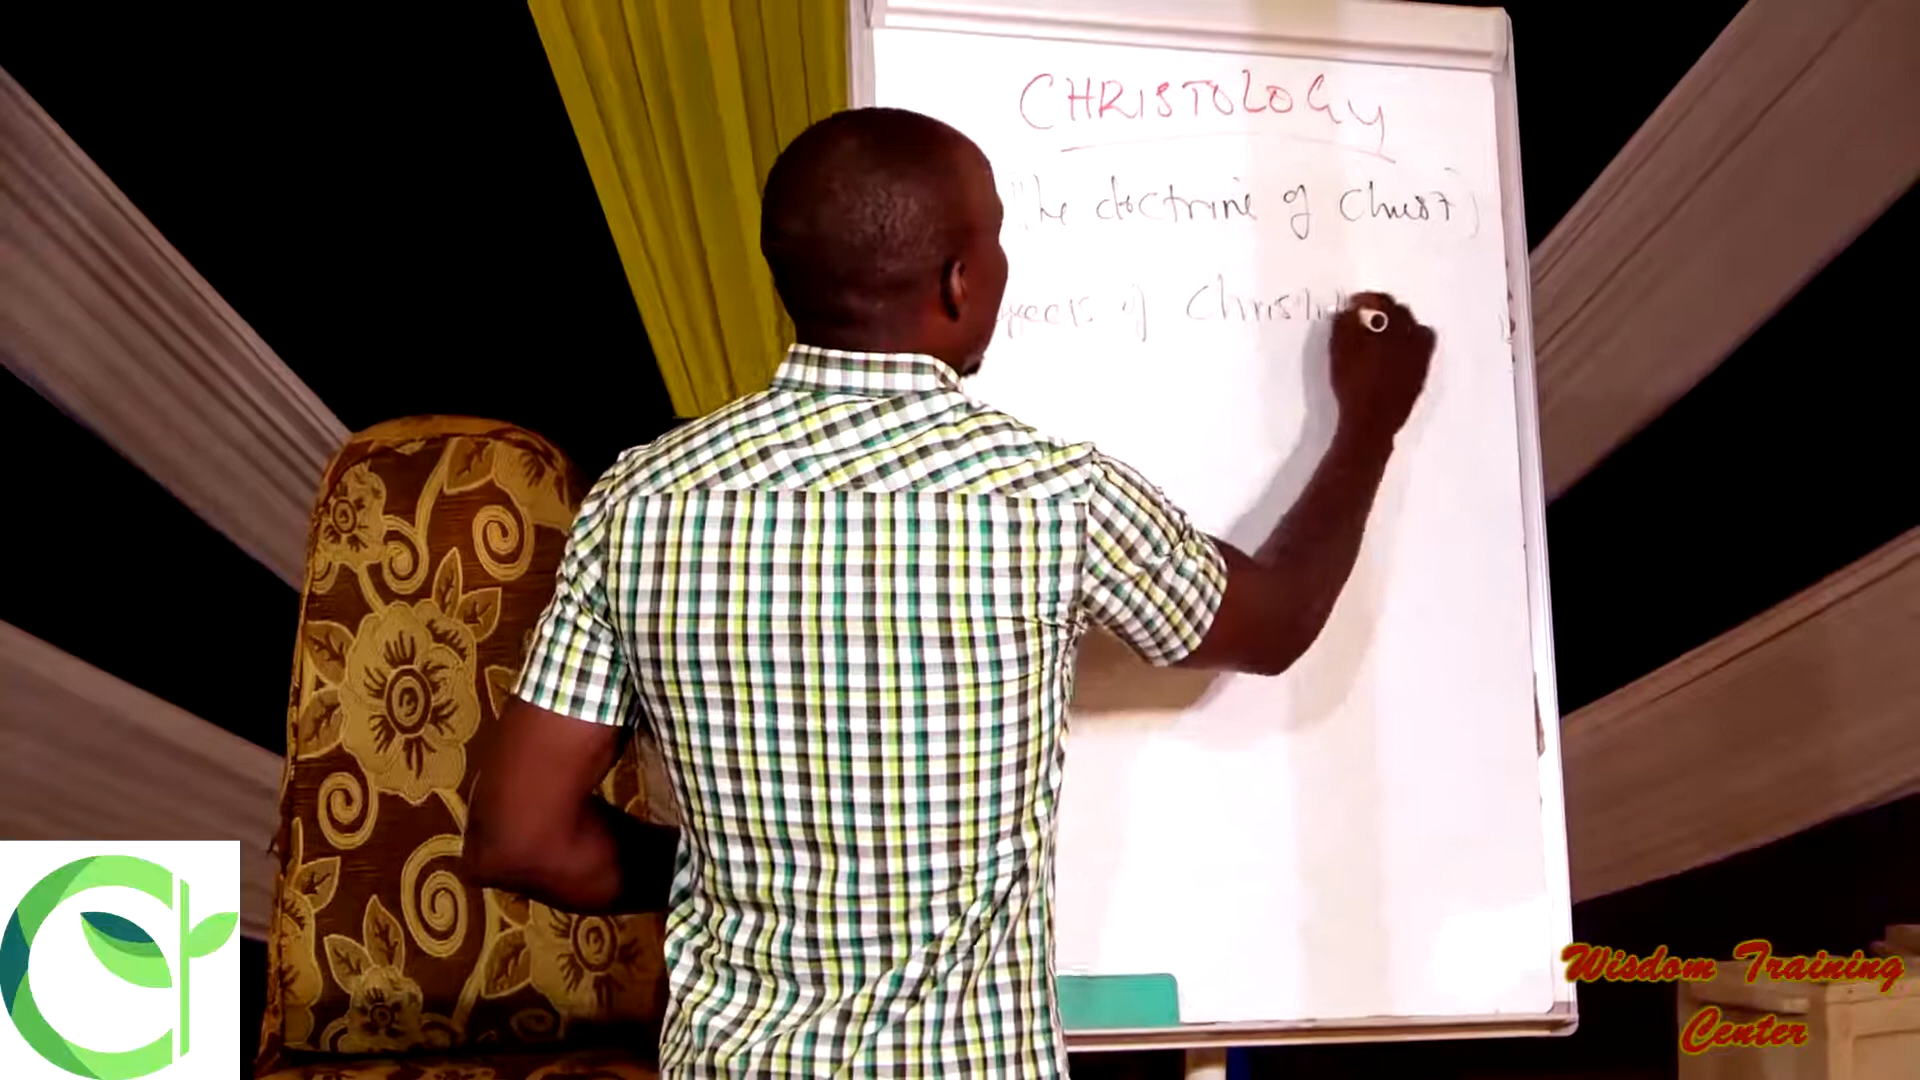 CHRISTOLOGY
The doctrine of Christ)
of
Wisdom Training
Center